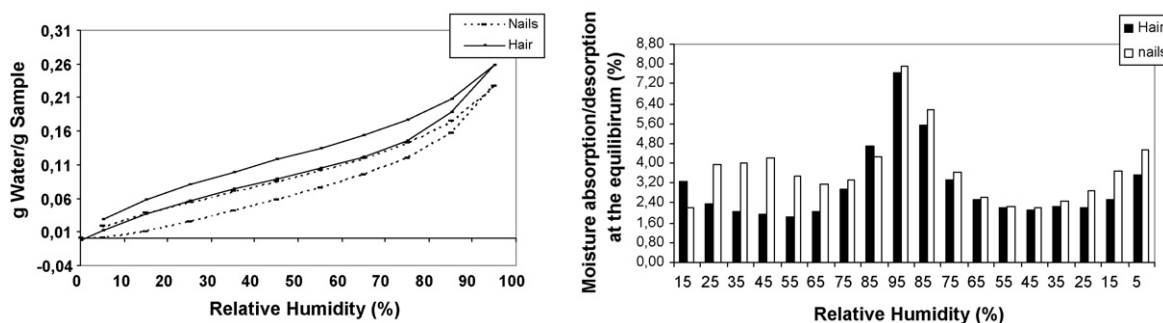 0,31
0,26
0,21
0,16
0,11
0,06
0,01
-0,04
g Water/g Sample
0 10 20 30 40 50 60 70 80 90 100
Relative Humidity (%)
Nails
Hair
Moisture absorption/desorption
at the equilibirum (%)
8,80
8,00
7,20
6,40
5,60
4,80
4,00
3,20
2,40
1,60
0,80
0,00
15 25 35 45 55 65 75 85 95 85 75 65 55 45 35 25 15 5
Relative Humidity (%)
Hair
nails